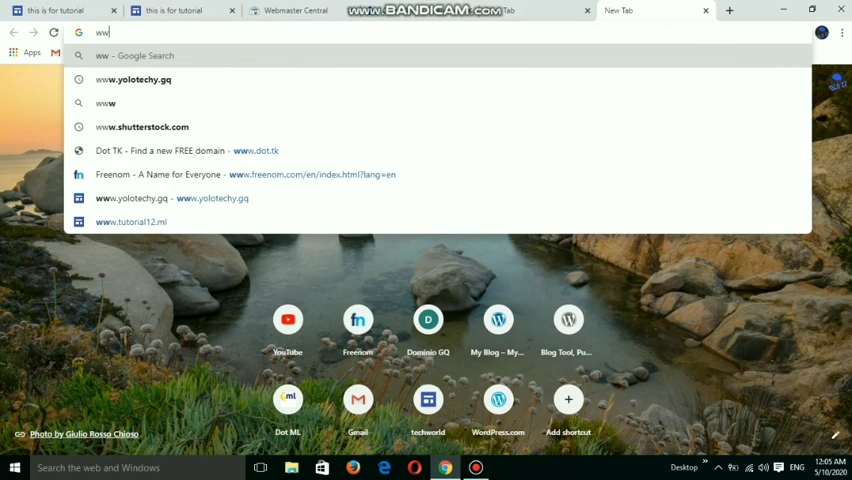 this is for tutorial
this is for tutorial
Webmaster Central
www.BANDICAM.com
Tab
New Tab
ww
Apps
ww - Google Search
www.yolotechy.gq
www
www.shutterstock.com
Dot TK - Find a new FREE domain - www.dot.tk
Freenom - A Name for Everyone - www.freenom.com/en/index.html?lang=en
www.yolotechy.gq - www.yolotechy.gq
www.tutorial12.ml
YouTube
Freenom
Dominio GQ
My Blog – My...
Blog Tool, Pu...
Dot ML
Gmail
techworld
WordPress.com
Add shortcut
Photo by Giulio Rosso Chioso
Search the web and Windows
Desktop
ENG
12:05 AM
5/10/2020